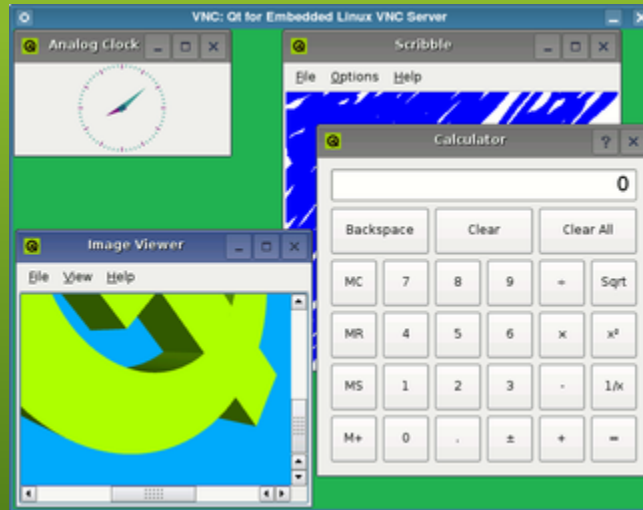 VNC: Qt for Embedded Linux VNC Server
Analog Clock
Scribble
File Options Help
Calculator
?
0
Backspace Clear Clear All
MC 7 8 9 ÷ Sqrt
MR 4 5 6 × x²
MS 1 2 3 - 1/x
M+ 0 . ± + =
Image Viewer
File View Help